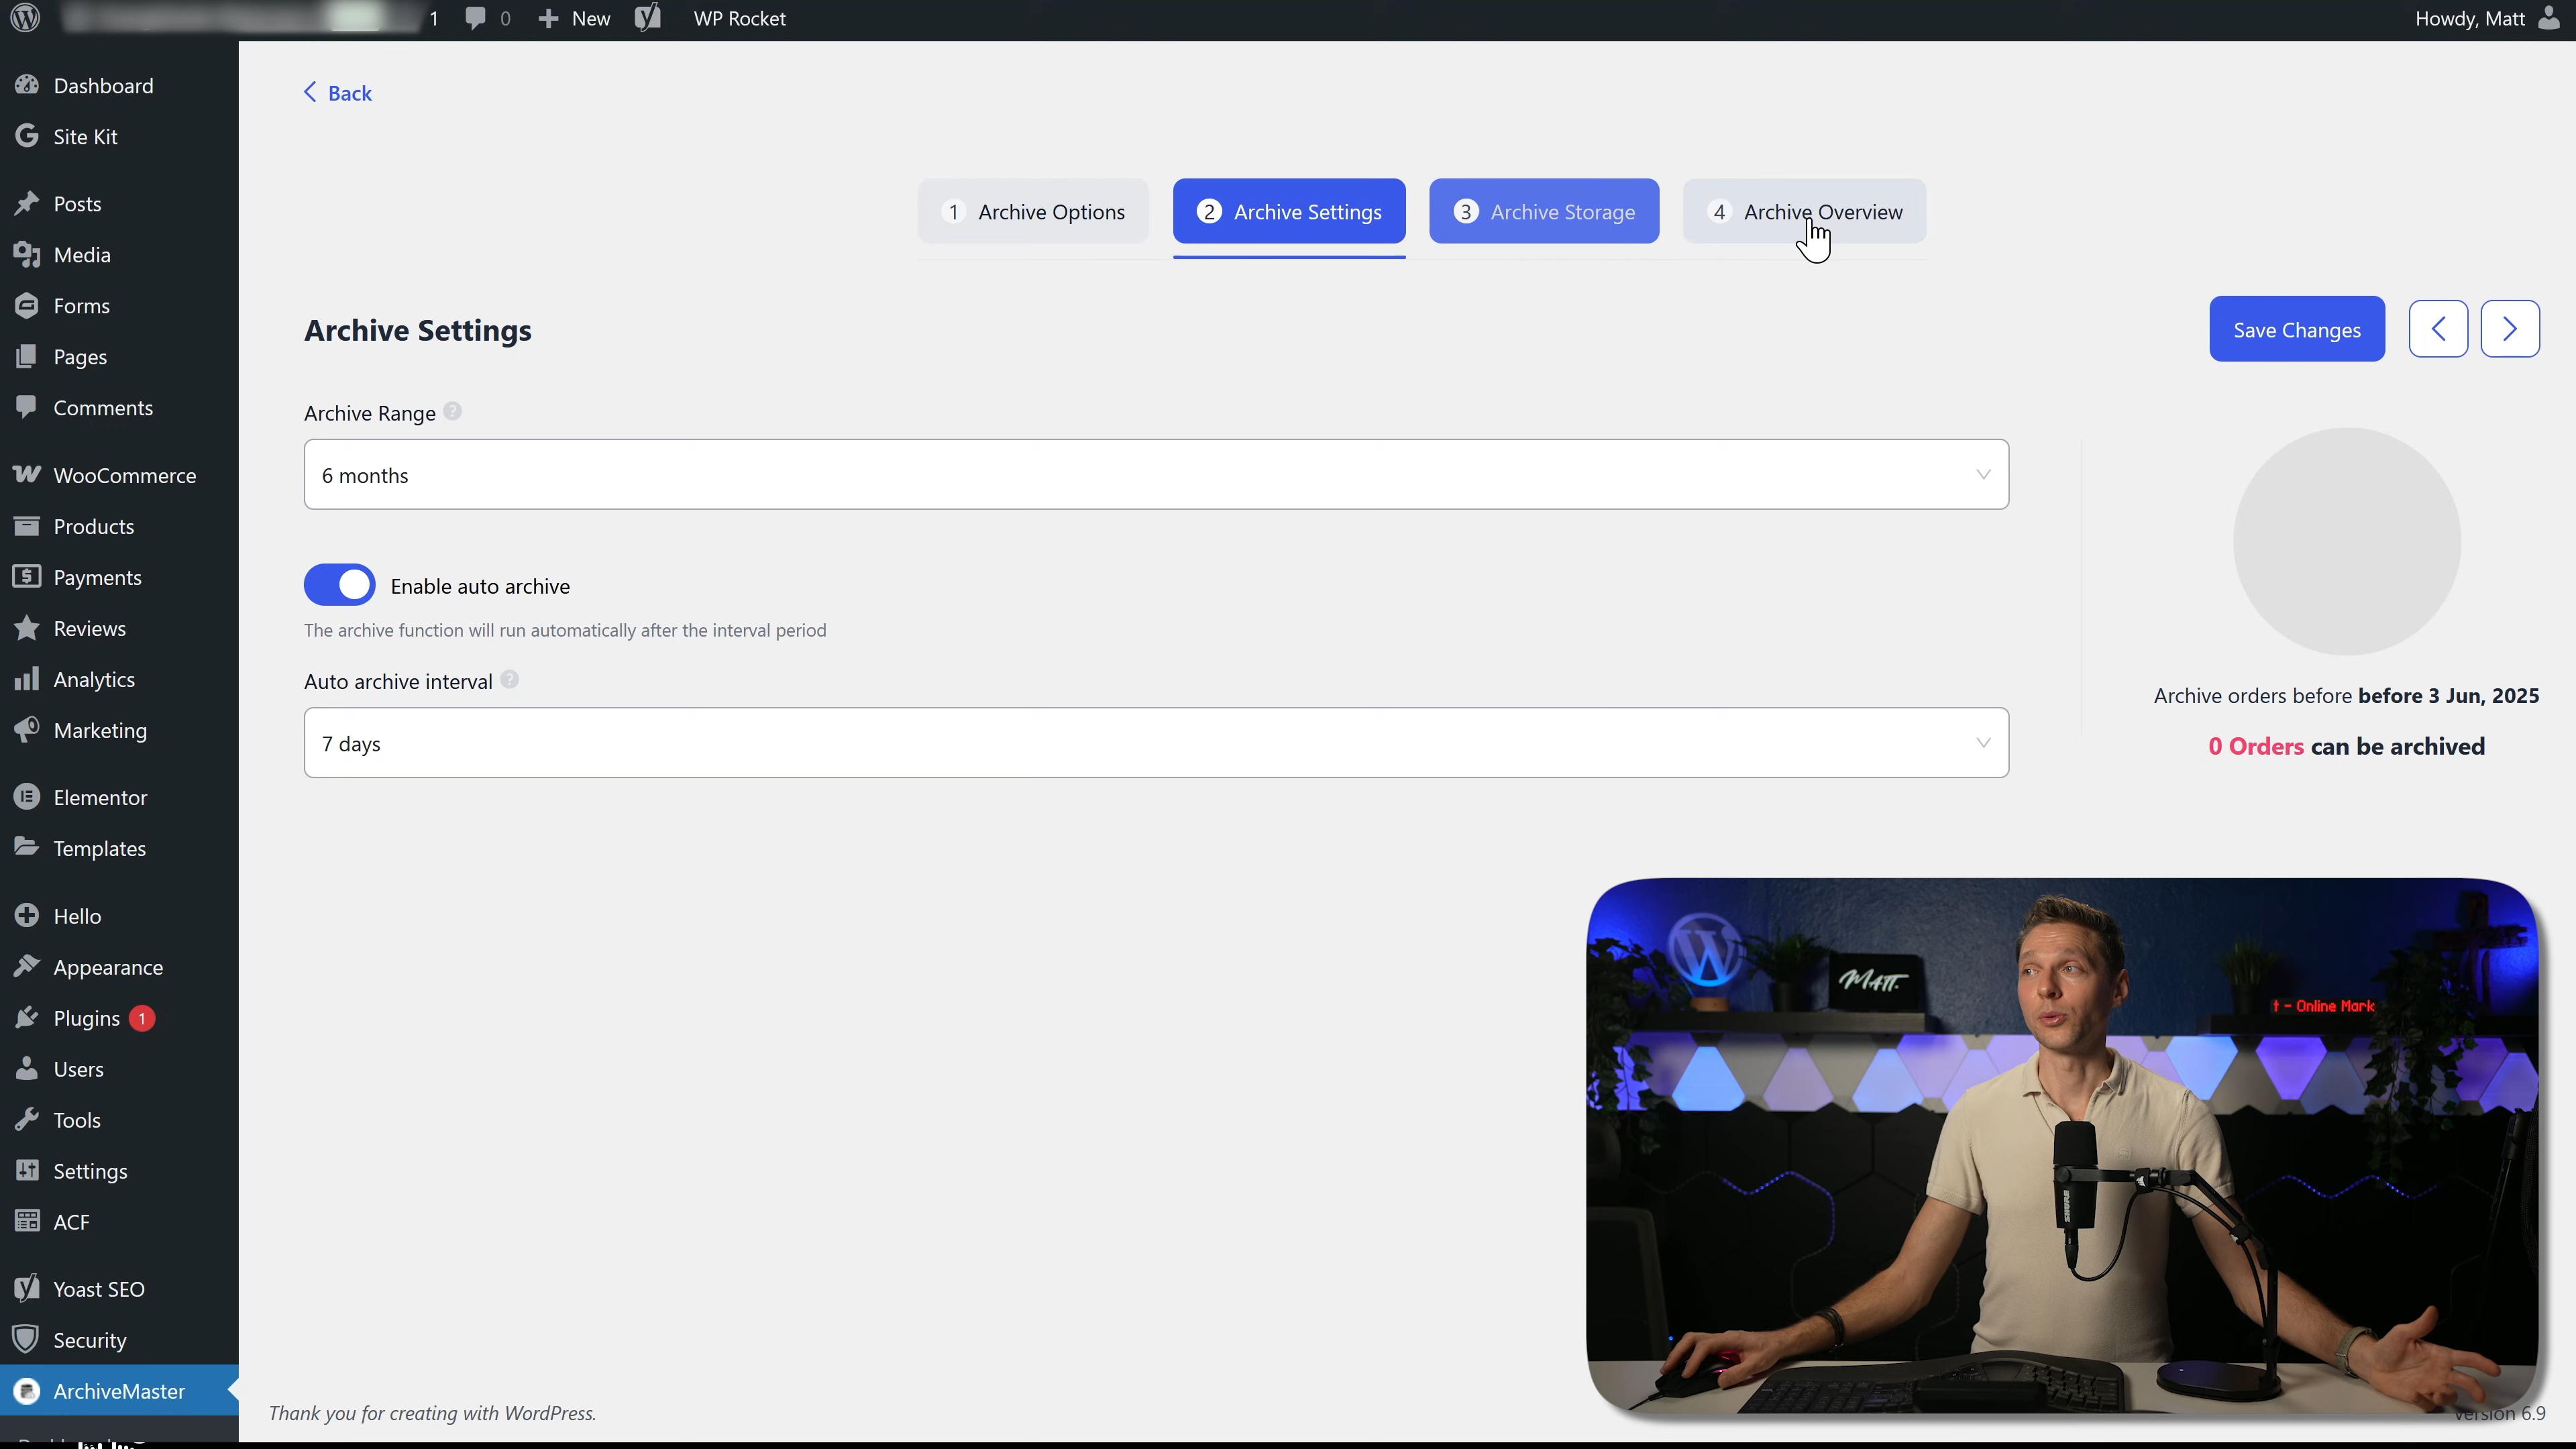 1
0
New
WP Rocket
Howdy, Matt
Dashboard
Site Kit
Posts
Media
Forms
Pages
Comments
WooCommerce
Products
Payments
Reviews
Analytics
Marketing
Elementor
Templates
Hello
Appearance
Plugins 1
Users
Tools
Settings
ACF
Yoast SEO
Security
ArchiveMaster
Back
1 Archive Options
2 Archive Settings
3 Archive Storage
4 Archive Overview
Archive Settings
Save Changes
Archive Range ?
6 months
Enable auto archive
The archive function will run automatically after the interval period
Auto archive interval ?
7 days
Archive orders before before 3 Jun, 2025
0 Orders can be archived
MATT.
t - Online Mark
SHURE
Thank you for creating with WordPress.
Version 6.9